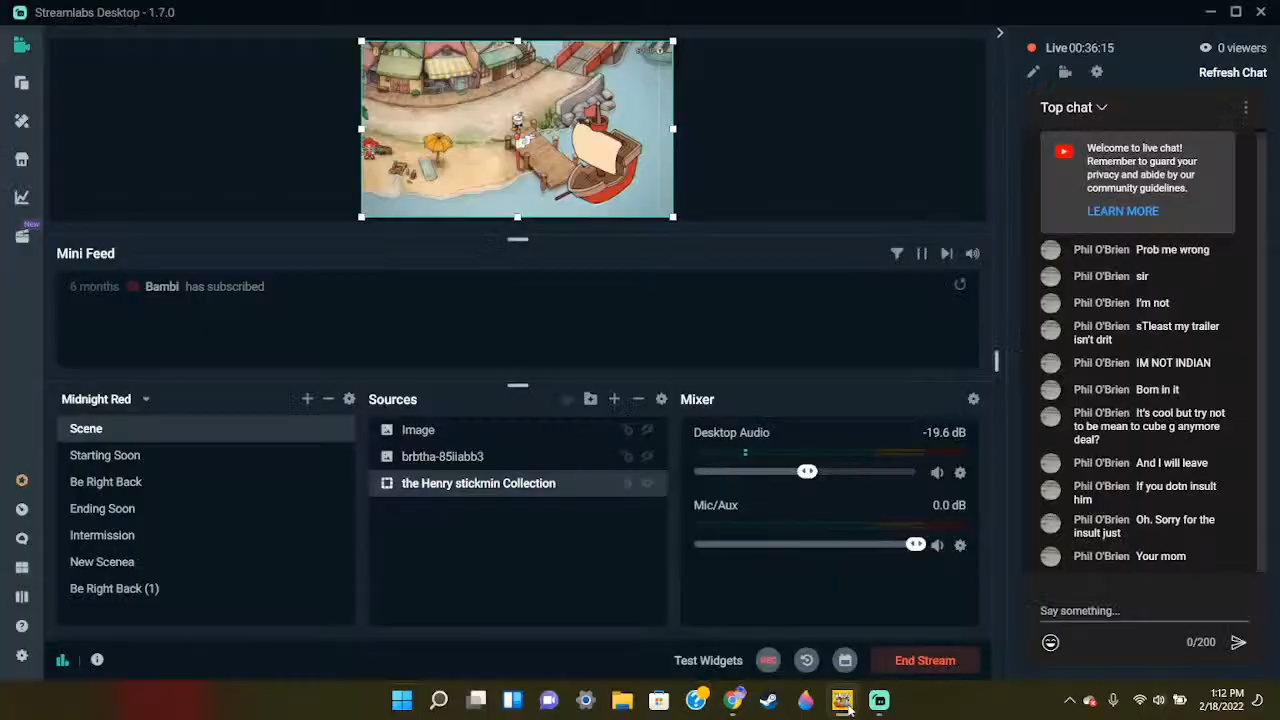 Streamlabs Desktop - 1.7.0
Live 00:36:15
0 viewers
Refresh Chat
Top chat
Welcome to live chat!
Remember to guard your
privacy and abide by our
community guidelines.
LEARN MORE
Phil O'Brien Prob me wrong
Phil O'Brien sir
Phil O'Brien I'm not
Phil O'Brien sTleast my trailer
isn't drit
Phil O'Brien IM NOT INDIAN
Phil O'Brien Born in it
Phil O'Brien It's cool but try not
to be mean to cube g anymore
deal?
Phil O'Brien And I will leave
Phil O'Brien If you dotn insult
him
Phil O'Brien Oh. Sorry for the
insult just
Phil O'Brien Your mom
Say something...
0/200
New
Mini Feed
6 months Bambi has subscribed
Midnight Red
Scene
Starting Soon
Be Right Back
Ending Soon
Intermission
New Scenea
Be Right Back (1)
Sources
Image
brbtha-85iiabb3
the Henry stickmin Collection
Mixer
Desktop Audio -19.6 dB
Mic/Aux 0.0 dB
Test Widgets
REC
End Stream
1:12 PM
2/18/2022